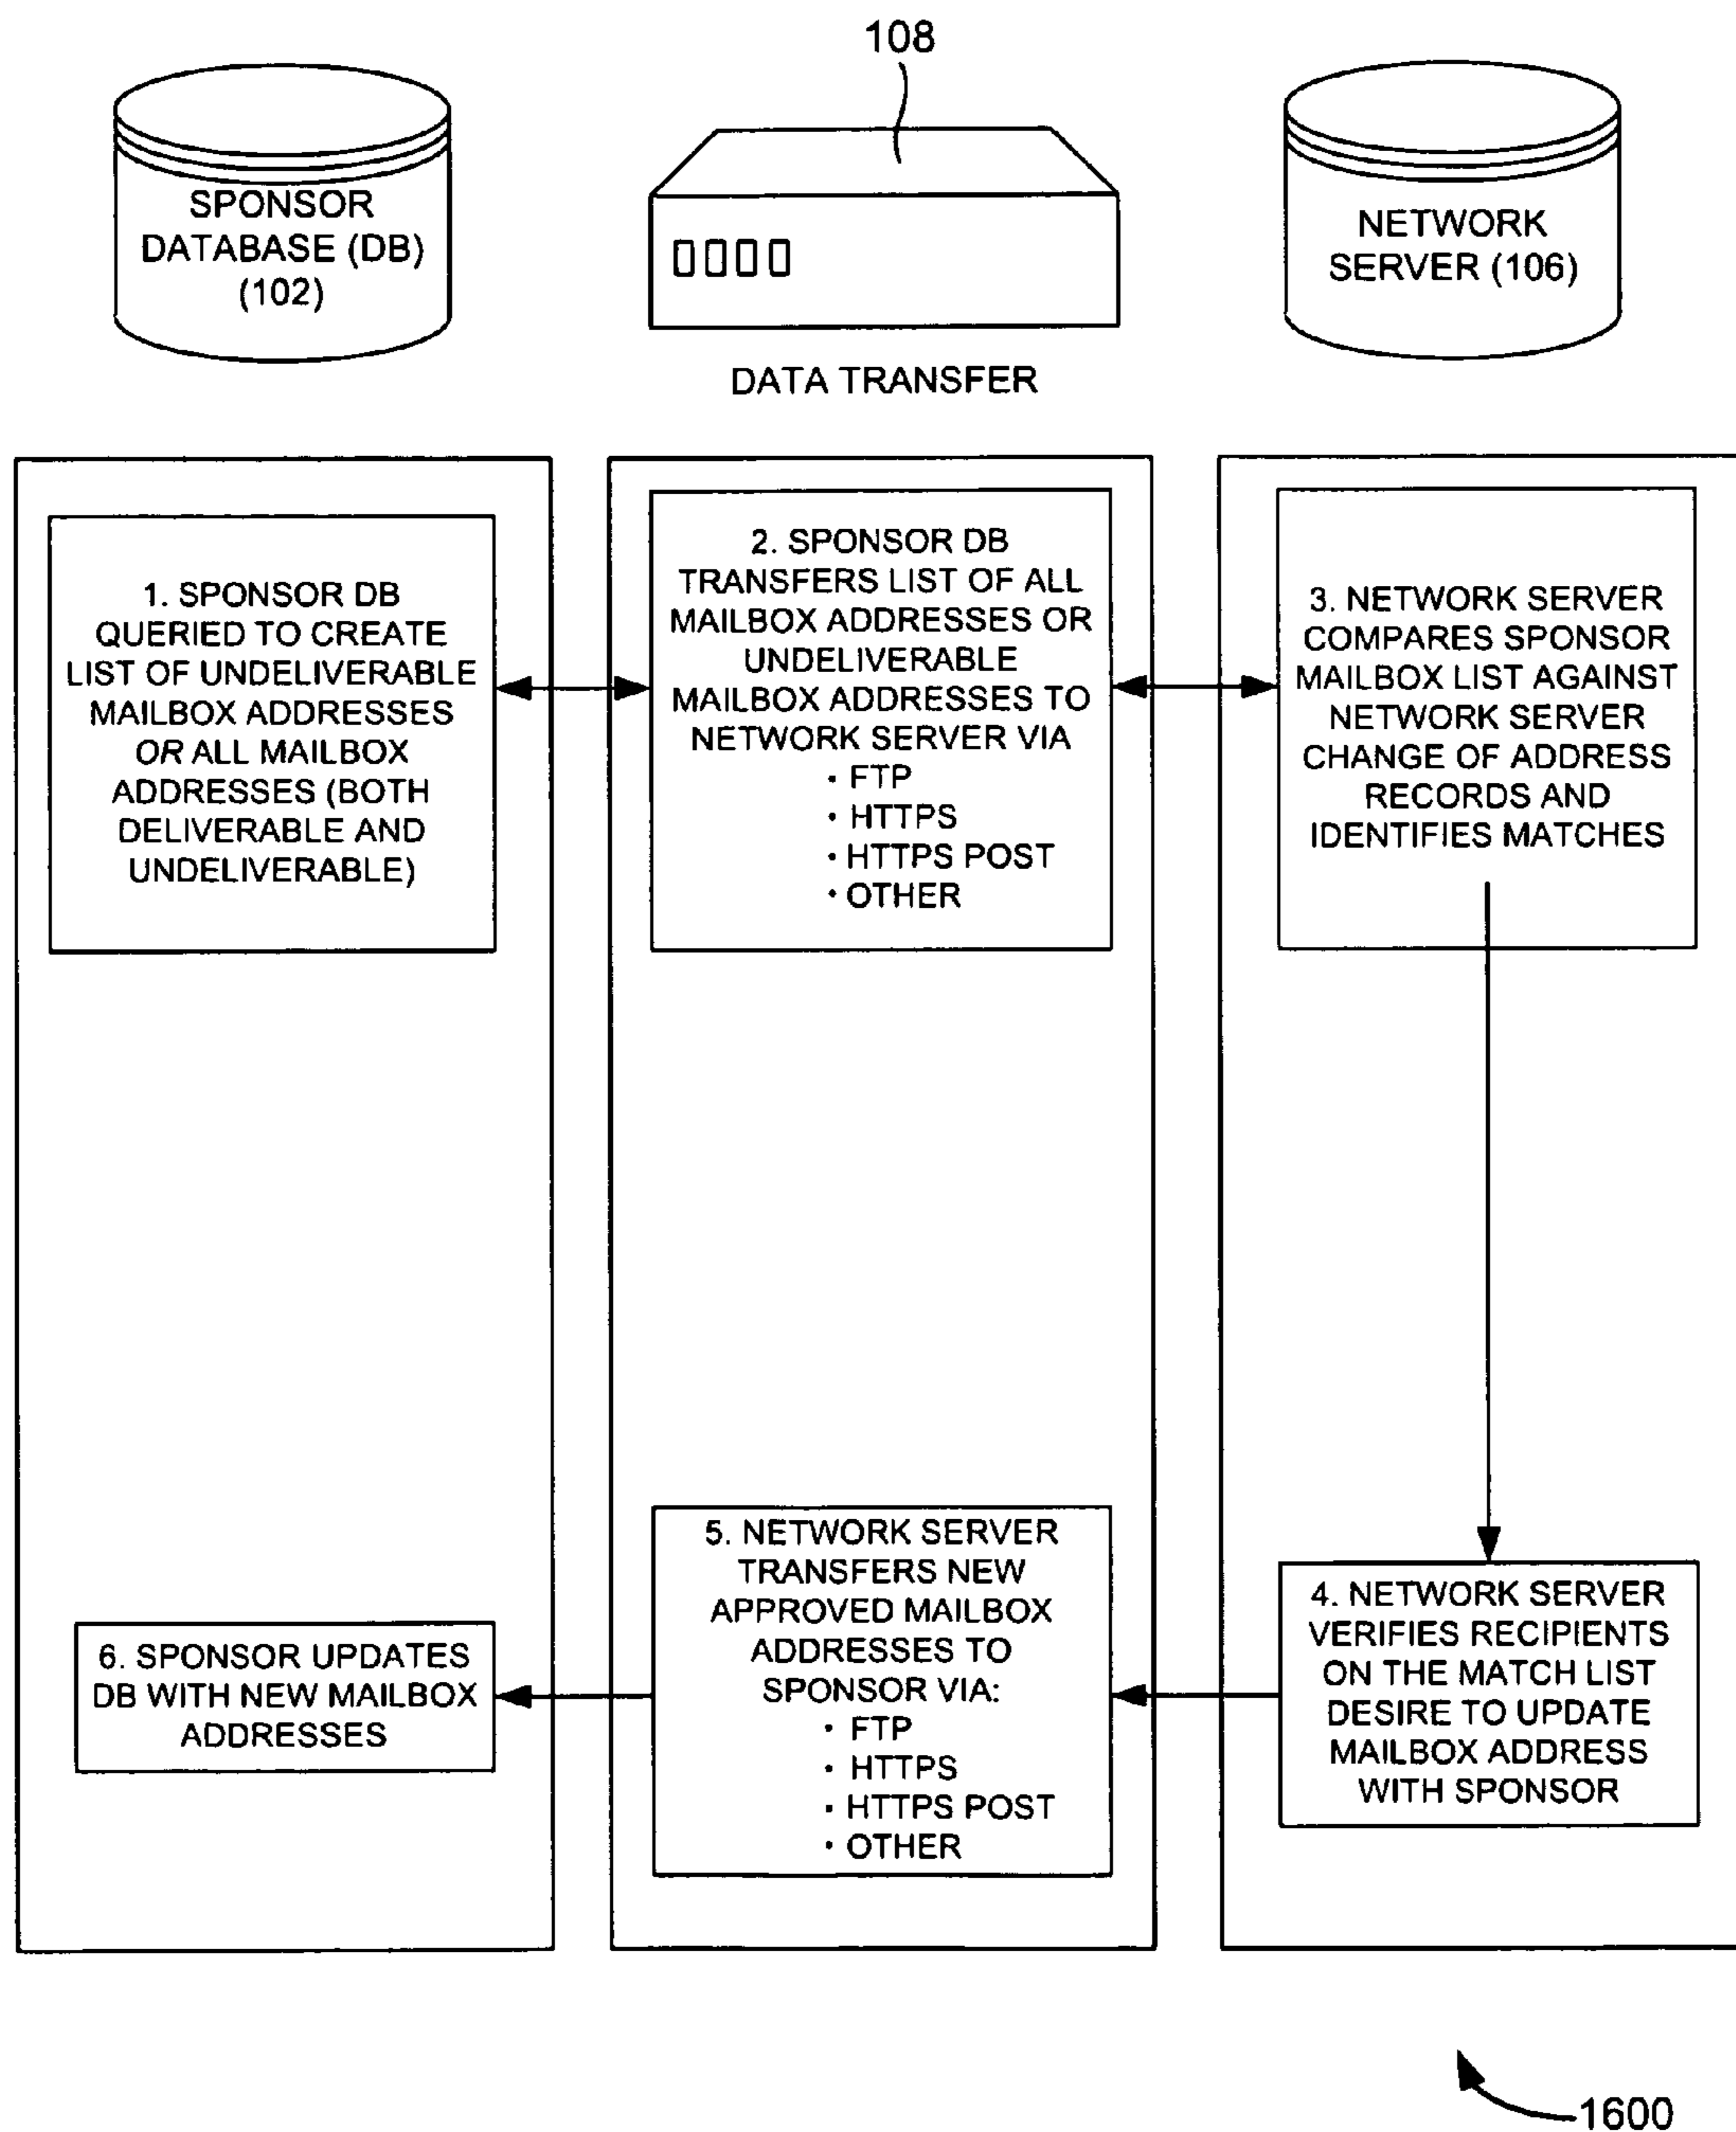 108
SPONSOR
DATABASE (DB)
(102)
NETWORK
SERVER (106)
DATA TRANSFER
1. SPONSOR DB
QUERIED TO CREATE
LIST OF UNDELIVERABLE
MAILBOX ADDRESSES
OR ALL MAILBOX
ADDRESSES (BOTH
DELIVERABLE AND
UNDELIVERABLE)
2. SPONSOR DB
TRANSFERS LIST OF ALL
MAILBOX ADDRESSES OR
UNDELIVERABLE
MAILBOX ADDRESSES TO
NETWORK SERVER VIA
· FTP
· HTTPS
· HTTPS POST
· OTHER
3. NETWORK SERVER
COMPARES SPONSOR
MAILBOX LIST AGAINST
NETWORK SERVER
CHANGE OF ADDRESS
RECORDS AND
IDENTIFIES MATCHES
4. NETWORK SERVER
VERIFIES RECIPIENTS
ON THE MATCH LIST
DESIRE TO UPDATE
MAILBOX ADDRESS
WITH SPONSOR
5. NETWORK SERVER
TRANSFERS NEW
APPROVED MAILBOX
ADDRESSES TO
SPONSOR VIA:
· FTP
· HTTPS
· HTTPS POST
· OTHER
6. SPONSOR UPDATES
DB WITH NEW MAILBOX
ADDRESSES
1600